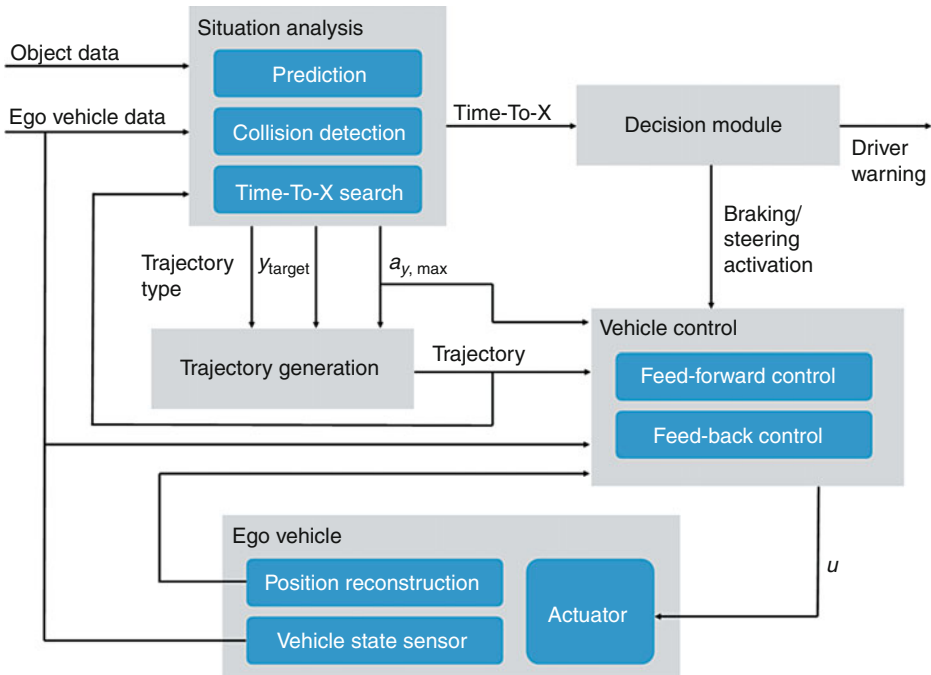 Situation analysis
Object data
Prediction
Ego vehicle data
Collision detection
Time-To-X
Decision module
Driver
warning
Time-To-X search
Braking/
steering
activation
Trajectory
type
y target
a y, max
Vehicle control
Trajectory generation
Trajectory
Feed-forward control
Feed-back control
Ego vehicle
Position reconstruction
Actuator
u
Vehicle state sensor